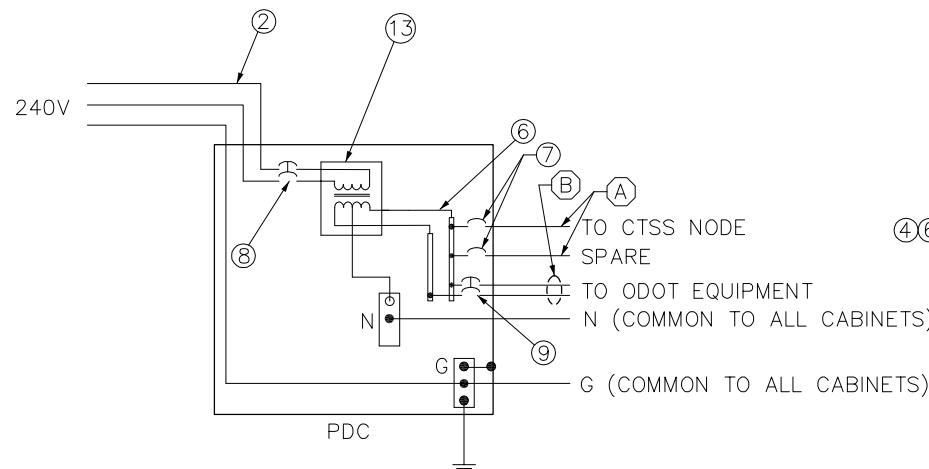 2
13
240V
6
7
B
A
TO CTSS NODE
4
SPARE
8
TO ODOT EQUIPMENT
N
N (COMMON TO ALL CABINETS)
9
G
G (COMMON TO ALL CABINETS)
PDC